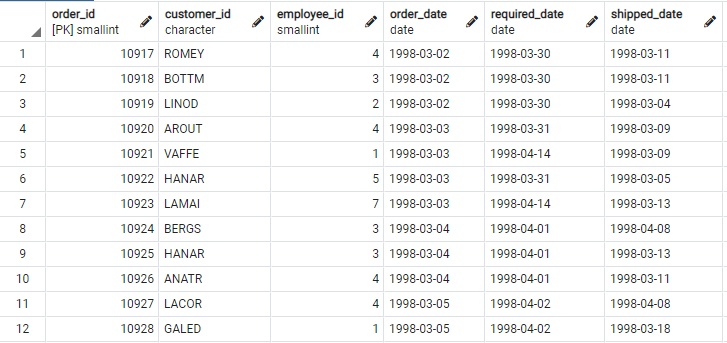 order_id customer_id employee_id order_date required_date shipped_date
[PK] smallint character smallint date date date
1 10917 ROMEY 4 1998-03-02 1998-03-30 1998-03-11
2 10918 BOTTM 3 1998-03-02 1998-03-30 1998-03-11
3 10919 LINOD 2 1998-03-02 1998-03-30 1998-03-04
4 10920 AROUT 4 1998-03-03 1998-03-31 1998-03-09
5 10921 VAFFE 1 1998-03-03 1998-04-14 1998-03-09
6 10922 HANAR 5 1998-03-03 1998-03-31 1998-03-05
7 10923 LAMAI 7 1998-03-03 1998-04-14 1998-03-13
8 10924 BERGS 3 1998-03-04 1998-04-01 1998-04-08
9 10925 HANAR 3 1998-03-04 1998-04-01 1998-03-13
10 10926 ANATR 4 1998-03-04 1998-04-01 1998-03-11
11 10927 LACOR 4 1998-03-05 1998-04-02 1998-04-08
12 10928 GALED 1 1998-03-05 1998-04-02 1998-03-18